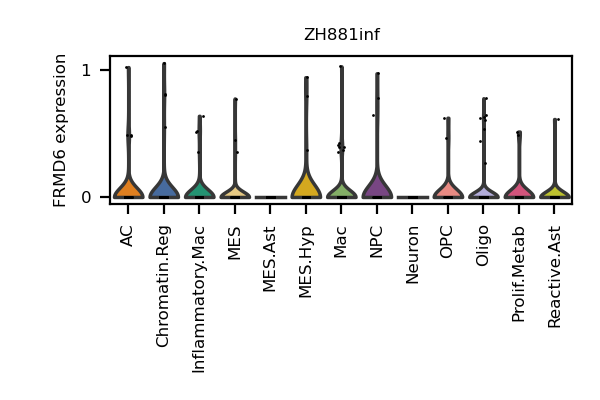 ZH881inf
FRMD6 expression
1
0
AC
Chromatin.Reg
Inflammatory.Mac
MES
MES.Ast
MES.Hyp
Mac
NPC
Neuron
OPC
Oligo
Prolif.Metab
Reactive.Ast